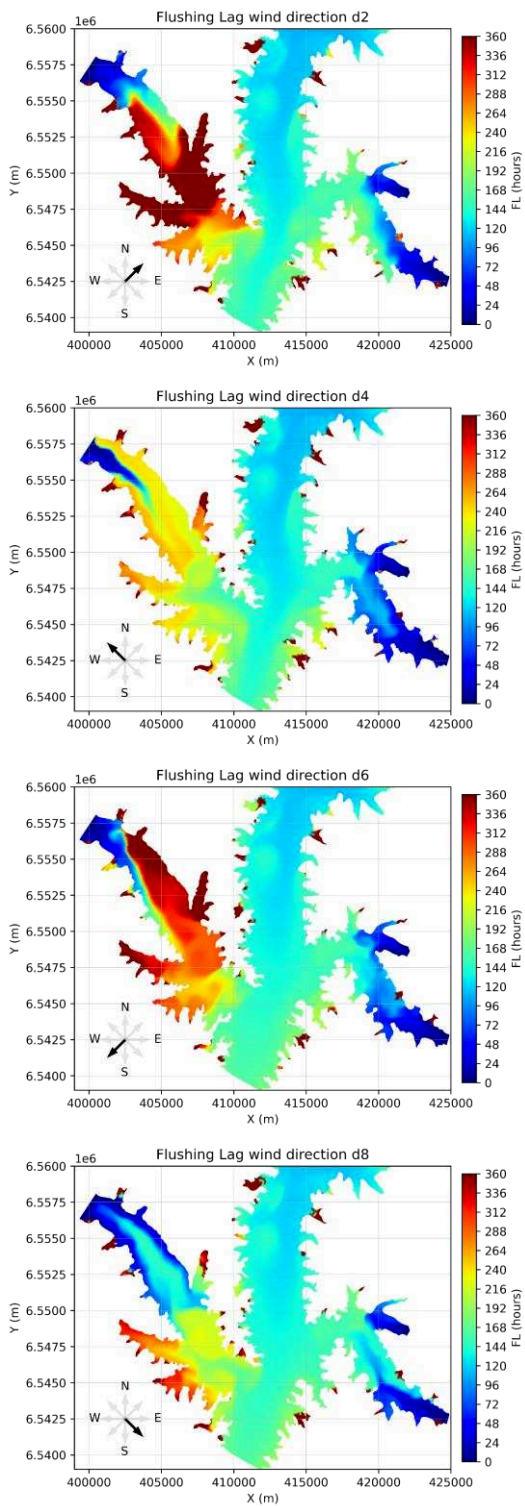 Flushing Lag wind direction d2
1e6
6.5600
6.5575
6.5550
6.5525
6.5500
6.5475
6.5450
6.5425
6.5400
Y (m)
N
W E
S
400000 405000 410000 415000 420000 425000
X (m)
360
336
312
288
264
240
216
192
168
144
120
96
72
48
24
0
FL (hours)
Flushing Lag wind direction d4
1e6
6.5600
6.5575
6.5550
6.5525
6.5500
6.5475
6.5450
6.5425
6.5400
Y (m)
N
W E
S
400000 405000 410000 415000 420000 425000
X (m)
360
336
312
288
264
240
216
192
168
144
120
96
72
48
24
0
FL (hours)
Flushing Lag wind direction d6
1e6
6.5600
6.5575
6.5550
6.5525
6.5500
6.5475
6.5450
6.5425
6.5400
Y (m)
N
W E
S
400000 405000 410000 415000 420000 425000
X (m)
360
336
312
288
264
240
216
192
168
144
120
96
72
48
24
0
FL (hours)
Flushing Lag wind direction d8
1e6
6.5600
6.5575
6.5550
6.5525
6.5500
6.5475
6.5450
6.5425
6.5400
Y (m)
N
W E
S
400000 405000 410000 415000 420000 425000
X (m)
360
336
312
288
264
240
216
192
168
144
120
96
72
48
24
0
FL (hours)